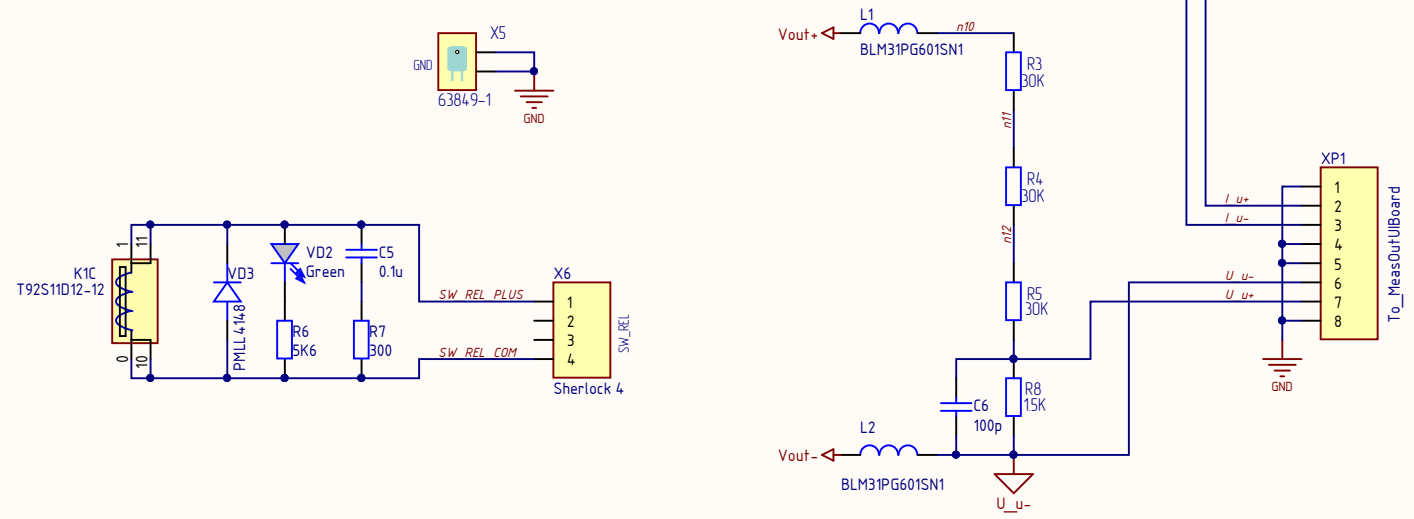 X5
GND
63849-1
GND
L1
Vout+
n10
BLM31PG601SN1
R3
30K
n11
R4
30K
n12
R5
30K
R8
1.5K
C6
100p
L2
Vout-
BLM31PG601SN1
U_u-
XP1
1
2
3
4
5
6
7
8
I_u+
I_u-
U_u-
U_u+
To_MeasOutUIBoard
GND
K1C
T92S11D12-12
1
11
0
10
VD3
PMLL4148
VD2
Green
R6
5K6
C5
0.1u
R7
300
SW_REL_PLUS
SW_REL_COM
X6
1
2
3
4
SW_REL
Sherlock 4